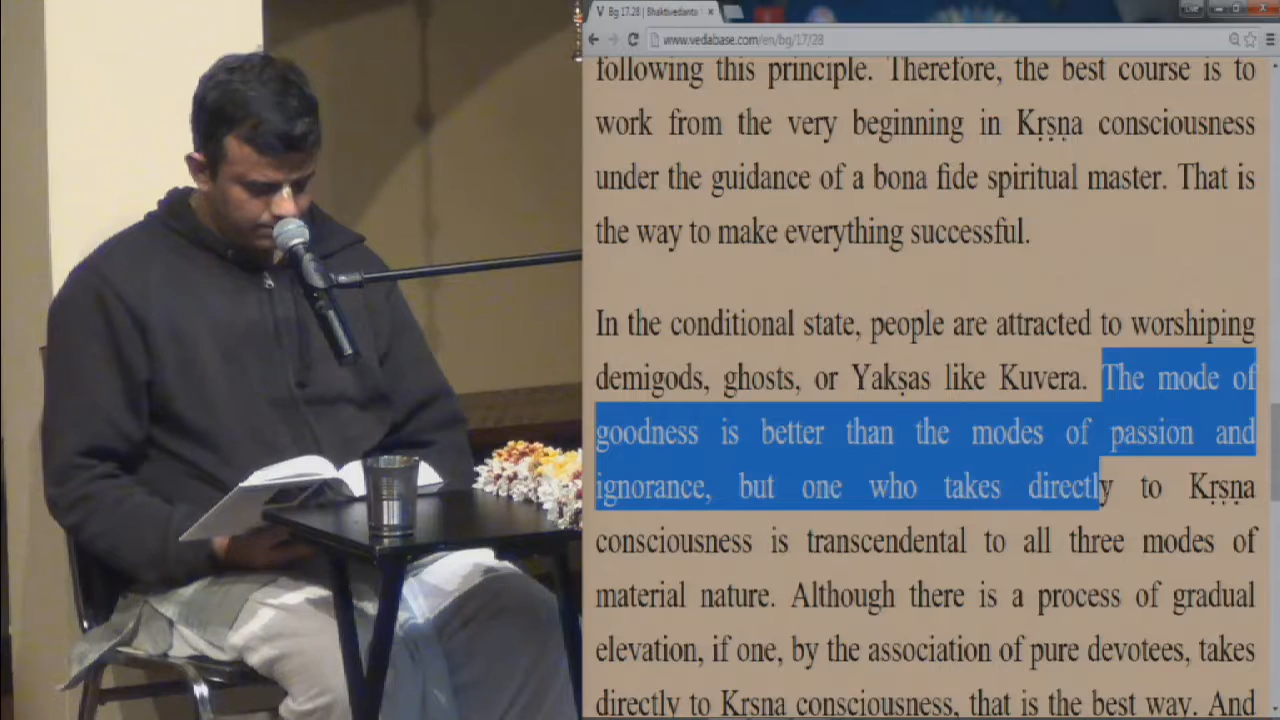 Bg 17.28 | Bhaktivedanta
www.vedabase.com/en/bg/17/28
following this principle. Therefore, the best course is to
work from the very beginning in Kṛṣṇa consciousness
under the guidance of a bona fide spiritual master. That is
the way to make everything successful.
In the conditional state, people are attracted to worshiping
demigods, ghosts, or Yakṣas like Kuvera. The mode of
goodness is better than the modes of passion and
ignorance, but one who takes directly to Kṛṣṇa
consciousness is transcendental to all three modes of
material nature. Although there is a process of gradual
elevation, if one, by the association of pure devotees, takes
directly to Kṛṣṇa consciousness, that is the best way. And